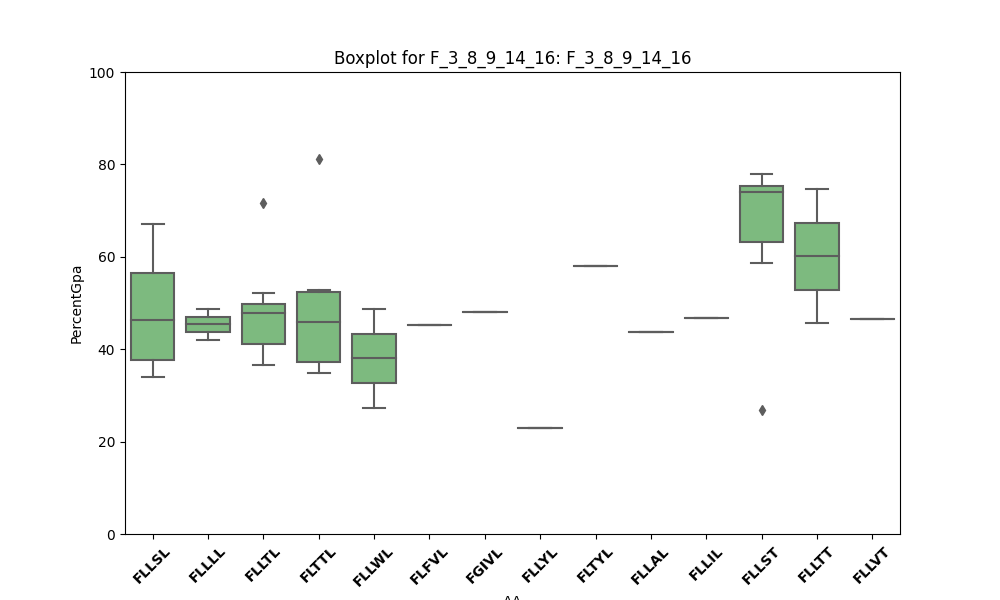 Boxplot for F_3_8_9_14_16: F_3_8_9_14_16
100
80
60
40
20
0
PercentGpa
FLLSL FLLLL FLLTL FLTTL FLLWL FLFVL FGIVL FLLYL FLTYL FLLAL FLLIL FLLST FLLTT FLLVT
AA